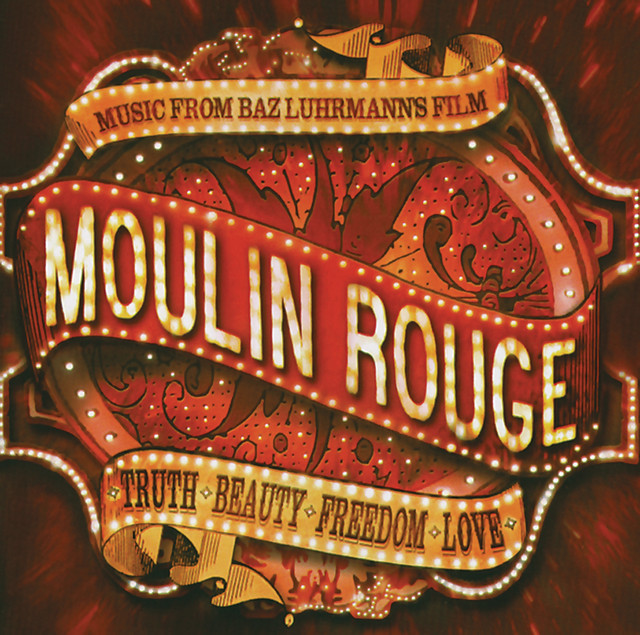 MUSIC FROM BAZ LUHRMANN'S FILM
MOULIN ROUGE
TRUTH · BEAUTY · FREEDOM · LOVE